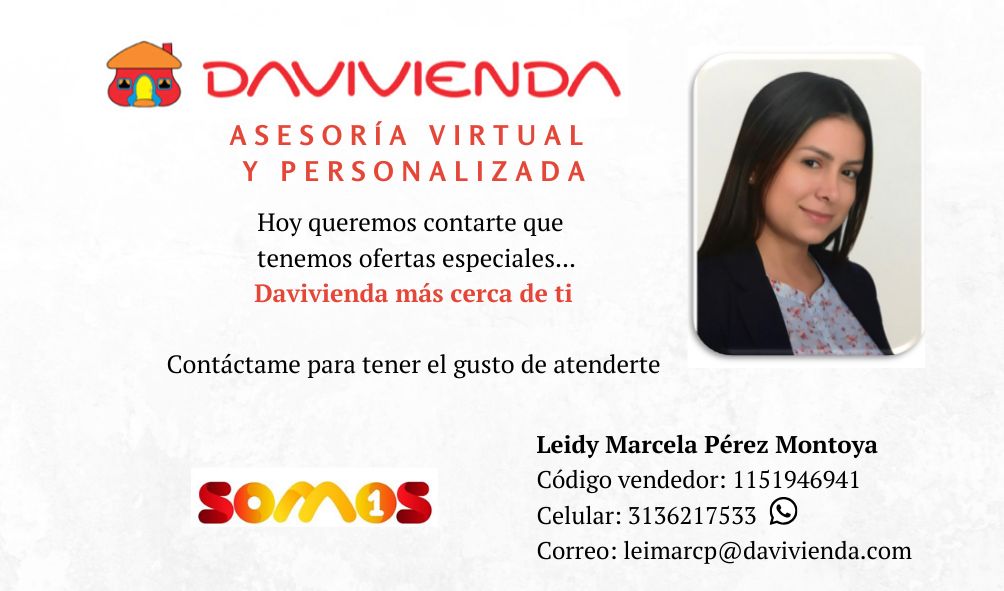 DAVIVIENDA
ASESORÍA VIRTUAL
Y PERSONALIZADA
Hoy queremos contarte que
tenemos ofertas especiales...
Davivienda más cerca de ti
Contáctame para tener el gusto de atenderte
SOMOS
1
Leidy Marcela Pérez Montoya
Código vendedor: 1151946941
Celular: 3136217533
Correo: leimarcp@davivienda.com